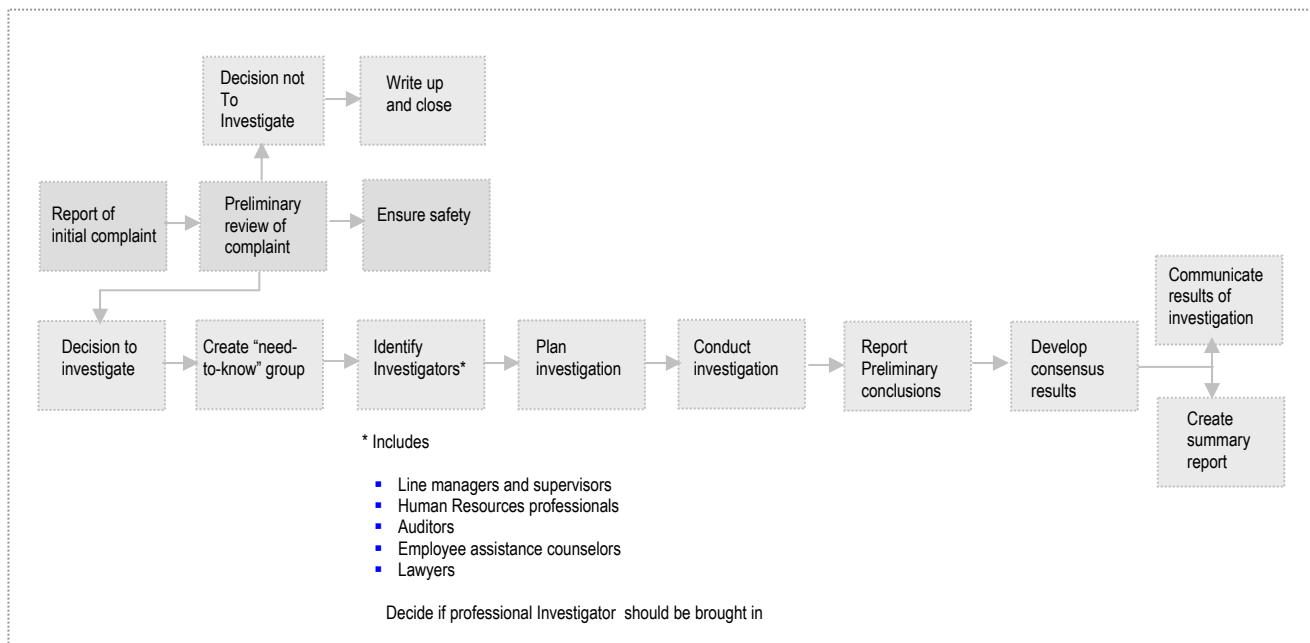 Decision not
To
Investigate
Write up
and close
Report of
initial complaint
Preliminary
review of
complaint
Ensure safety
Decision to
investigate
Create “need-
to-know” group
Identify
Investigators*
Plan
investigation
Conduct
investigation
Report
Preliminary
conclusions
Develop
consensus
results
Communicate
results of
investigation
Create
summary
report
* Includes
▪ Line managers and supervisors
▪ Human Resources professionals
▪ Auditors
▪ Employee assistance counselors
▪ Lawyers
Decide if professional Investigator should be brought in